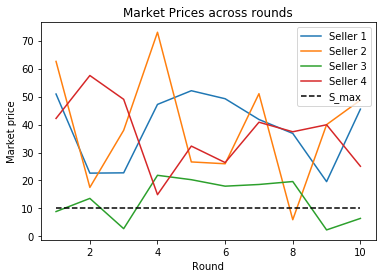 Market Prices across rounds
Seller 1
Seller 2
Seller 3
Seller 4
S_max
Market price
70
60
50
40
30
20
10
0
2
4
6
8
10
Round